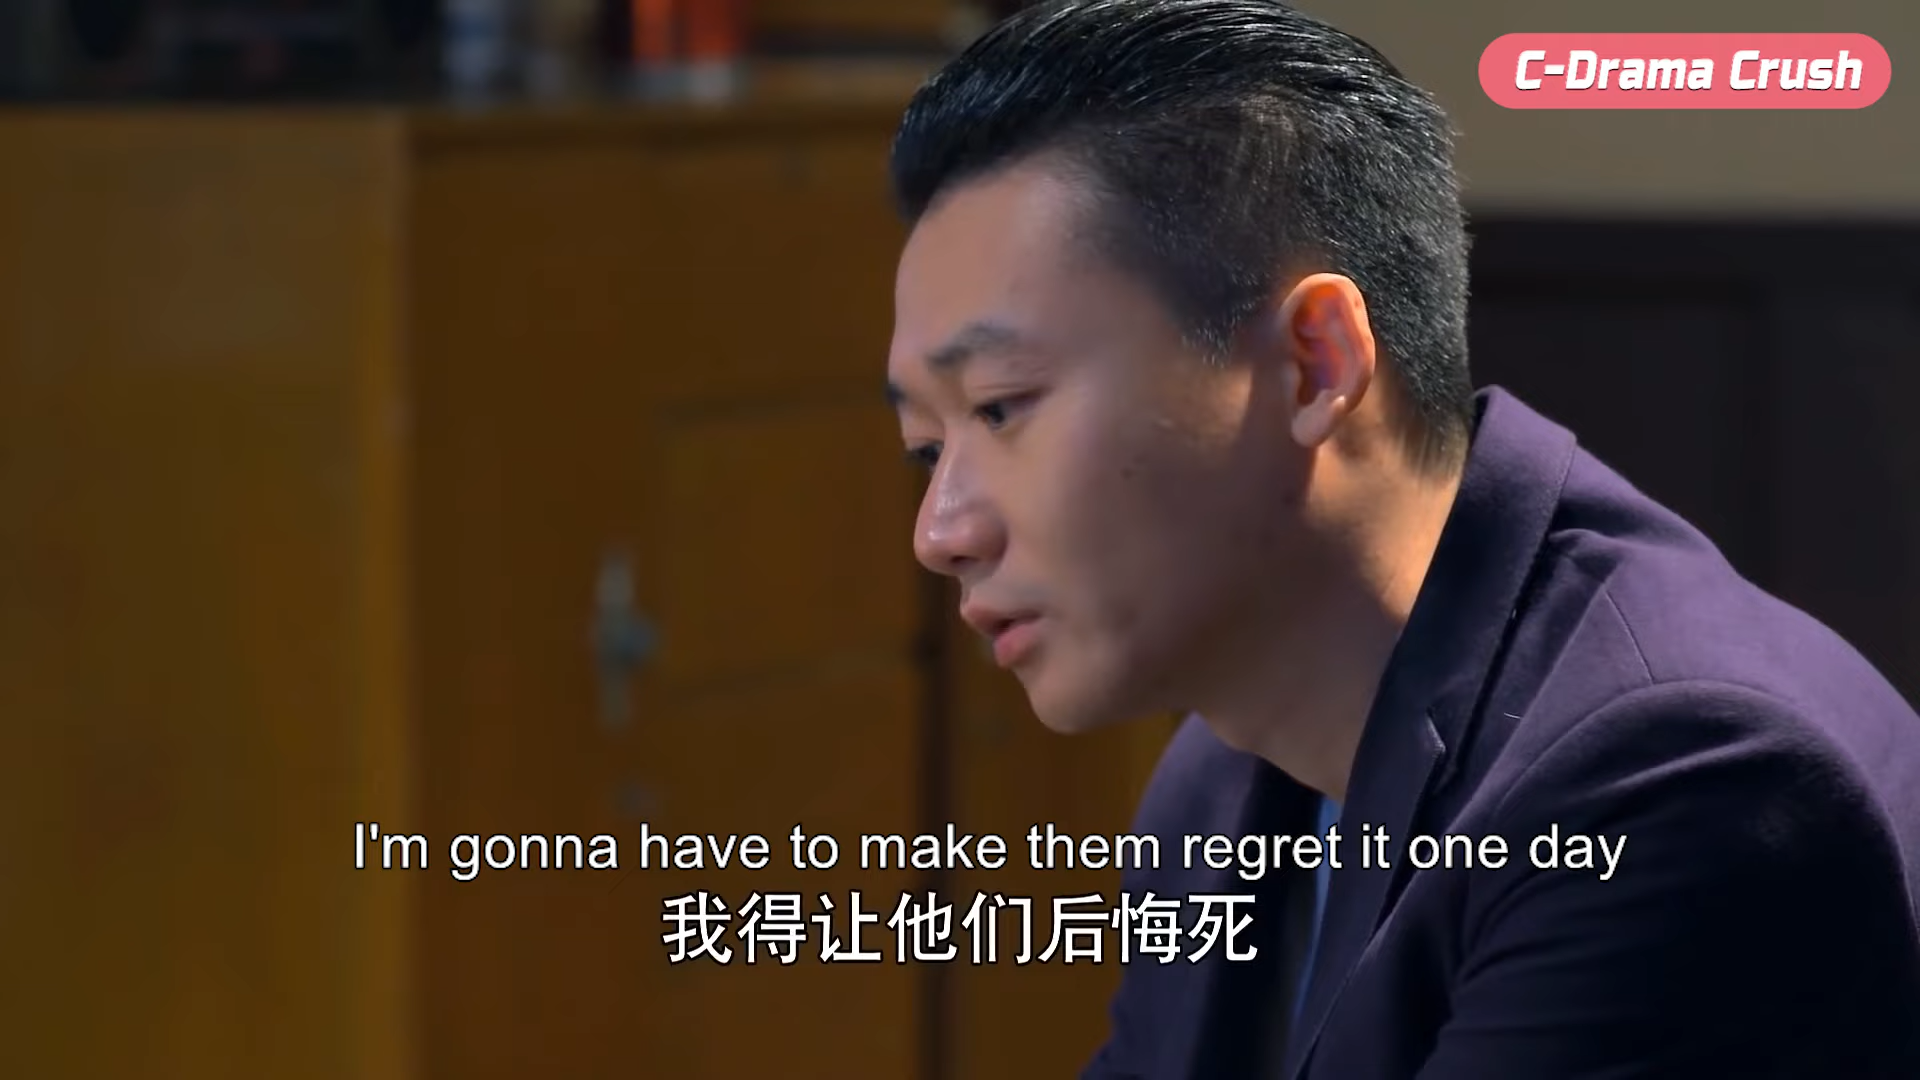 C-Drama Crush
I'm gonna have to make them regret it one day
我得让他们后悔死